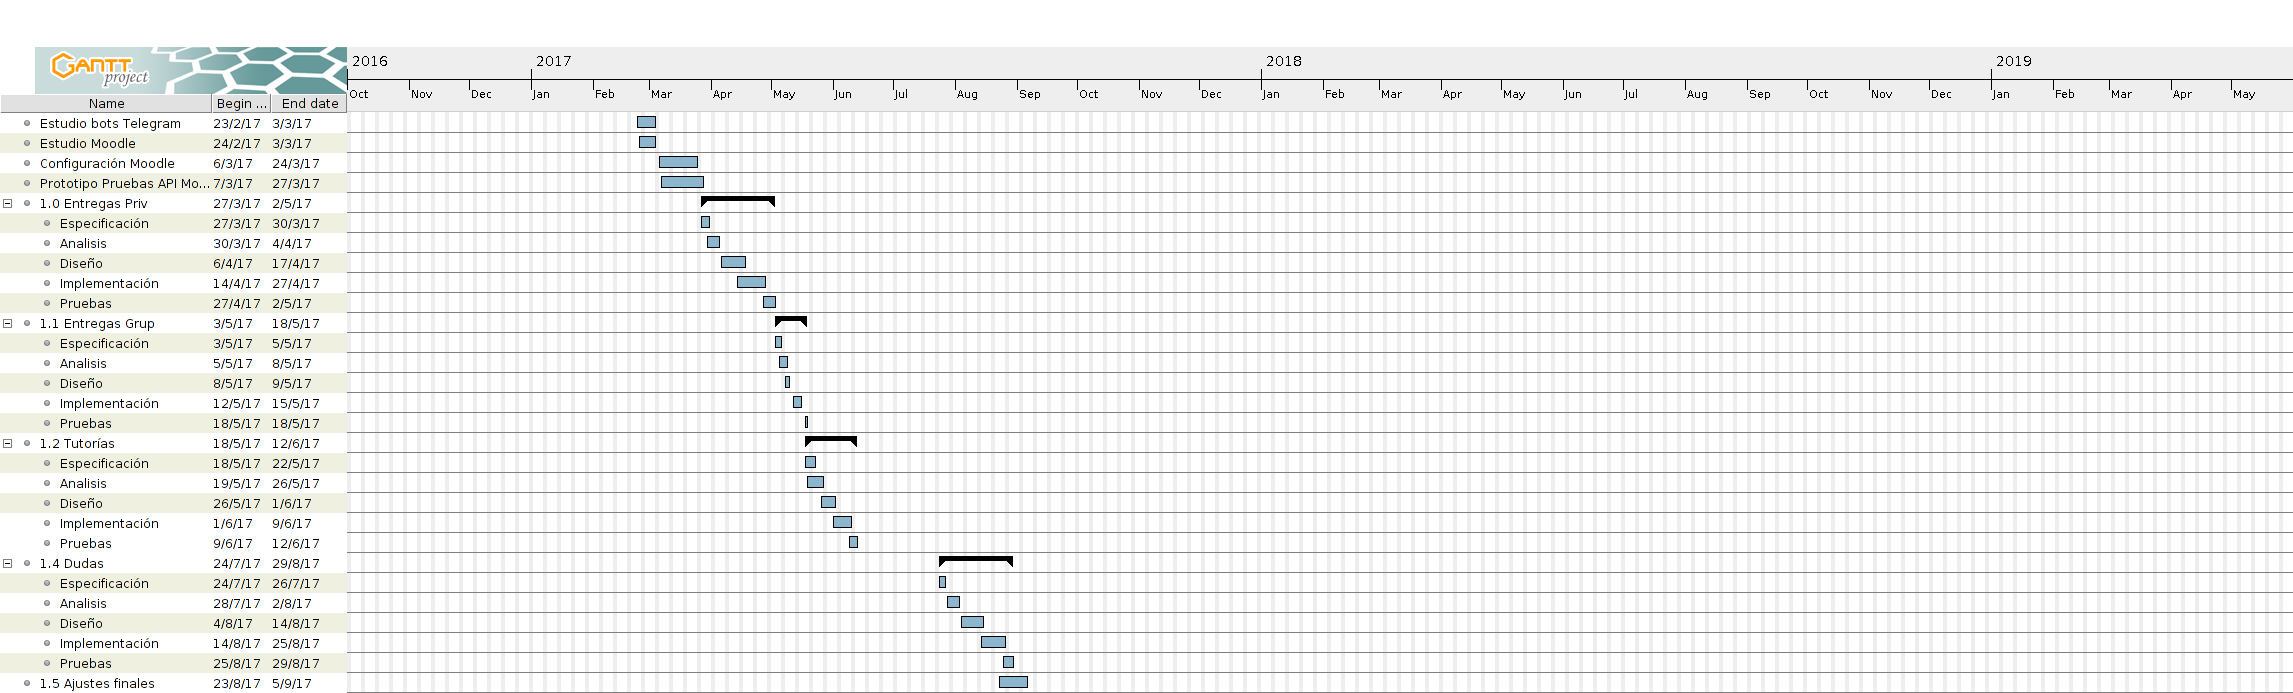 GANTT
project
2016 2017 2018 2019
Oct Nov Dec Jan Feb Mar Apr May Jun Jul Aug Sep Oct Nov Dec Jan Feb Mar Apr May Jun Jul Aug Sep Oct Nov Dec Jan Feb Mar Apr May
Name Begin ... End date
Estudio bots Telegram 23/2/17 3/3/17
Estudio Moodle 24/2/17 3/3/17
Configuración Moodle 6/3/17 24/3/17
Prototipo Pruebas API Mo... 7/3/17 27/3/17
1.0 Entregas Priv 27/3/17 2/5/17
Especificación 27/3/17 30/3/17
Analisis 30/3/17 4/4/17
Diseño 6/4/17 17/4/17
Implementación 14/4/17 27/4/17
Pruebas 27/4/17 2/5/17
1.1 Entregas Grup 3/5/17 18/5/17
Especificación 3/5/17 5/5/17
Analisis 5/5/17 8/5/17
Diseño 8/5/17 9/5/17
Implementación 12/5/17 15/5/17
Pruebas 18/5/17 18/5/17
1.2 Tutorías 18/5/17 12/6/17
Especificación 18/5/17 22/5/17
Analisis 19/5/17 26/5/17
Diseño 26/5/17 1/6/17
Implementación 1/6/17 9/6/17
Pruebas 9/6/17 12/6/17
1.4 Dudas 24/7/17 29/8/17
Especificación 24/7/17 26/7/17
Analisis 28/7/17 2/8/17
Diseño 4/8/17 14/8/17
Implementación 14/8/17 25/8/17
Pruebas 25/8/17 29/8/17
1.5 Ajustes finales 23/8/17 5/9/17